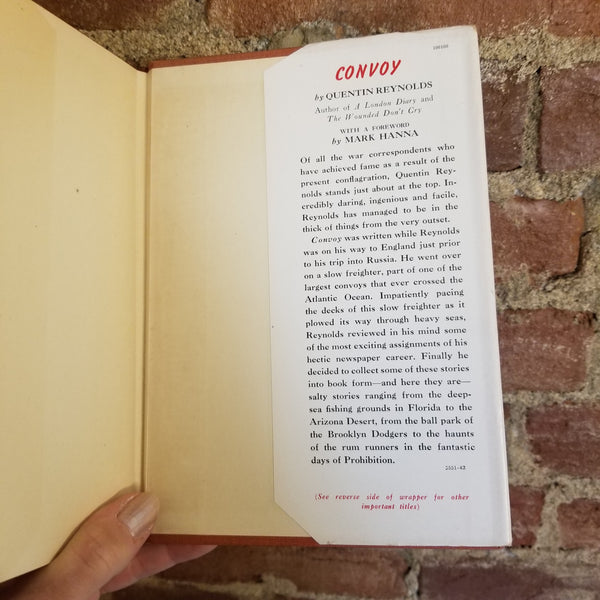 100160
CONVOY
by QUENTIN REYNOLDS
Author of A London Diary and
The Wounded Don't Cry
WITH A FOREWORD
by MARK HANNA
Of all the war correspondents who
have achieved fame as a result of the
present conflagration, Quentin Rey-
nolds stands just about at the top. In-
credibly daring, ingenious and facile,
Reynolds has managed to be in the
thick of things from the very outset.
Convoy was written while Reynolds
was on his way to England just prior
to his trip into Russia. He went over
on a slow freighter, part of one of the
largest convoys that ever crossed the
Atlantic Ocean. Impatiently pacing
the decks of this slow freighter as it
plowed its way through heavy seas,
Reynolds reviewed in his mind some
of the most exciting assignments of his
hectic newspaper career. Finally he
decided to collect some of these stories
into book form—and here they are—
salty stories ranging from the deep-
sea fishing grounds in Florida to the
Arizona Desert, from the ball park of
the Brooklyn Dodgers to the haunts
of the rum runners in the fantastic
days of Prohibition.
5551-42
(See reverse side of wrapper for other
important titles)